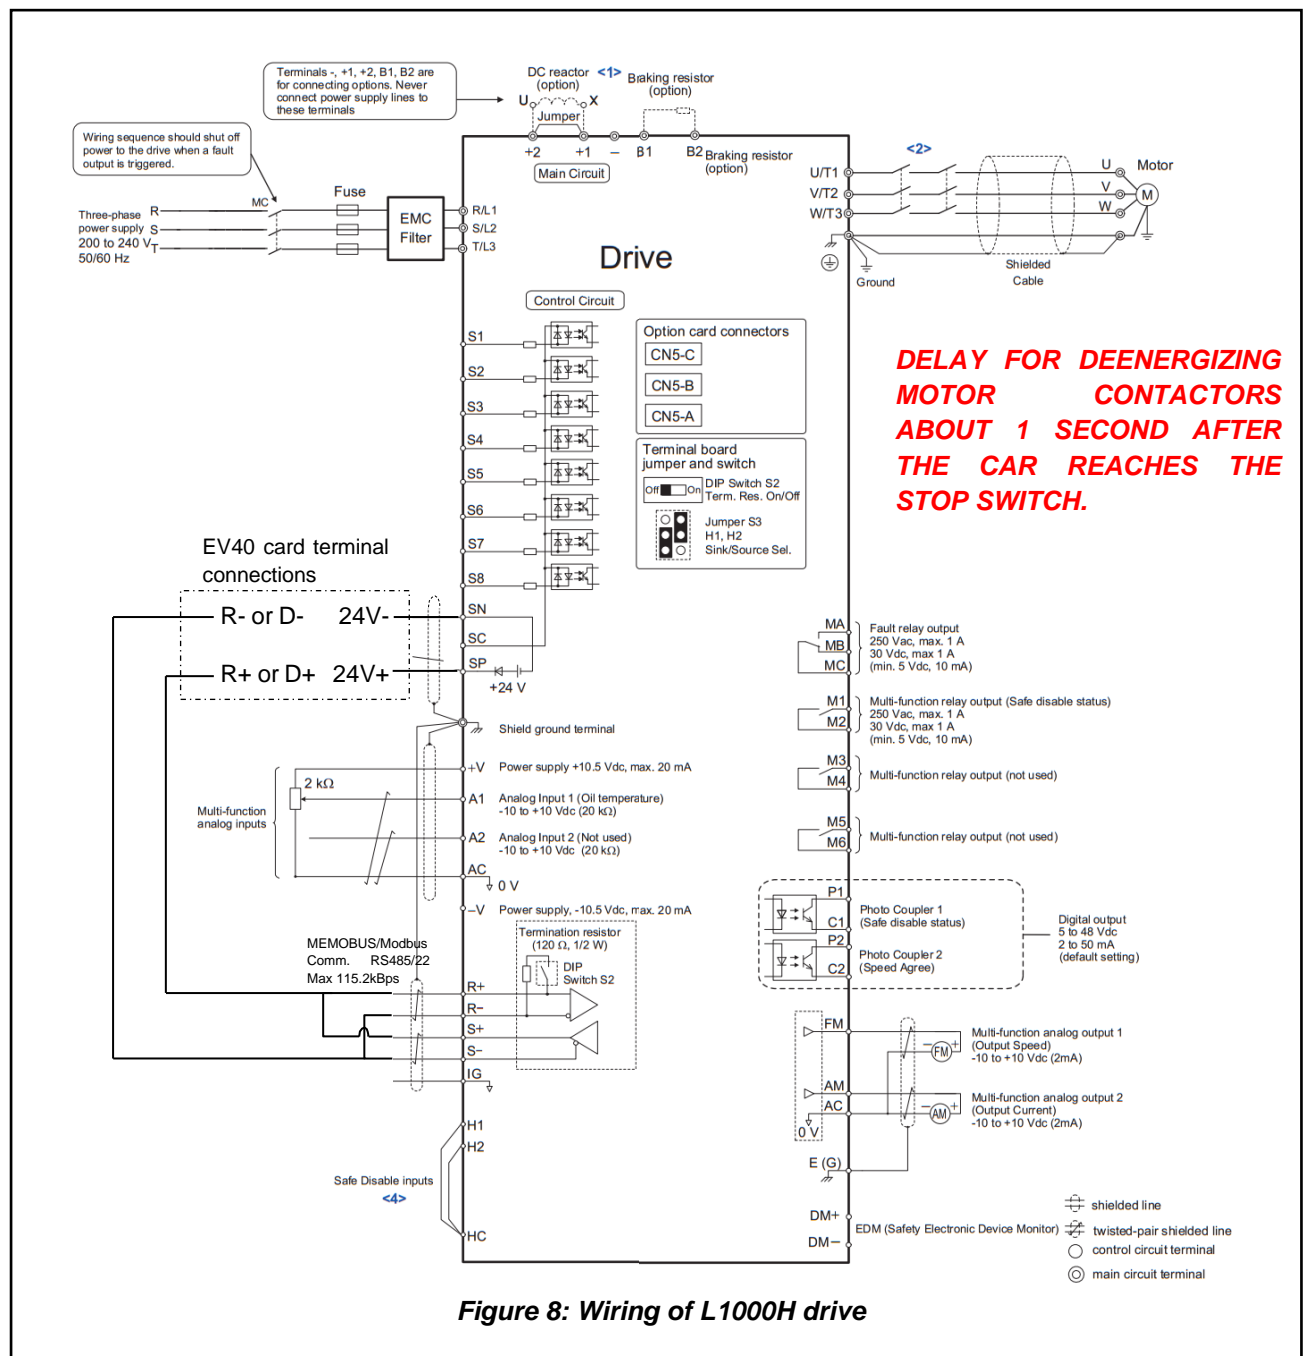 Terminals -, +1, +2, B1, B2 are
for connecting options. Never
connect power supply lines to
these terminals
DC reactor
(option)
<1>
Braking resistor
(option)
U
X
Jumper
+2
+1
–
B1
B2
Braking resistor
(option)
Main Circuit
Wiring sequence should shut off
power to the drive when a fault
output is triggered.
Three-phase
power supply
200 to 240 V
50/60 Hz
R
S
T
MC
Fuse
EMC
Filter
R/L1
S/L2
T/L3
Drive
U/T1
V/T2
W/T3
<2>
U
V
W
Motor
M
Ground
Shielded
Cable
Control Circuit
S1
S2
S3
S4
S5
S6
S7
S8
Option card connectors
CN5-C
CN5-B
CN5-A
Terminal board
jumper and switch
Off
On
DIP Switch S2
Term. Res. On/Off
Jumper S3
H1, H2
Sink/Source Sel.
DELAY FOR DEENERGIZING
MOTOR CONTACTORS
ABOUT 1 SECOND AFTER
THE CAR REACHES THE
STOP SWITCH.
EV40 card terminal
connections
R- or D- 24V-
R+ or D+ 24V+
SN
SC
SP
+24 V
Shield ground terminal
MA
MB
MC
Fault relay output
250 Vac, max. 1 A
30 Vdc, max 1 A
(min. 5 Vdc, 10 mA)
M1
M2
Multi-function relay output (Safe disable status)
250 Vac, max. 1 A
30 Vdc, max 1 A
(min. 5 Vdc, 10 mA)
M3
M4
Multi-function relay output (not used)
M5
M6
Multi-function relay output (not used)
Multi-function
analog inputs
2 kΩ
+V
Power supply +10.5 Vdc, max. 20 mA
A1
Analog Input 1 (Oil temperature)
-10 to +10 Vdc (20 kΩ)
A2
Analog Input 2 (Not used)
-10 to +10 Vdc (20 kΩ)
AC
0 V
–V
Power supply, -10.5 Vdc, max. 20 mA
P1
C1
P2
C2
Photo Coupler 1
(Safe disable status)
Photo Coupler 2
(Speed Agree)
Digital output
5 to 48 Vdc
2 to 50 mA
(default setting)
MEMOBUS/Modbus
Comm. RS485/22
Max 115.2kBps
Termination resistor
(120 Ω, 1/2 W)
DIP
Switch S2
R+
R–
S+
S–
IG
FM
AM
AC
0 V
– FM +
– AM +
Multi-function analog output 1
(Output Speed)
-10 to +10 Vdc (2mA)
Multi-function analog output 2
(Output Current)
-10 to +10 Vdc (2mA)
E (G)
H1
H2
HC
Safe Disable inputs
<4>
DM+
DM–
EDM (Safety Electronic Device Monitor)
shielded line
twisted-pair shielded line
control circuit terminal
main circuit terminal
Figure 8: Wiring of L1000H drive